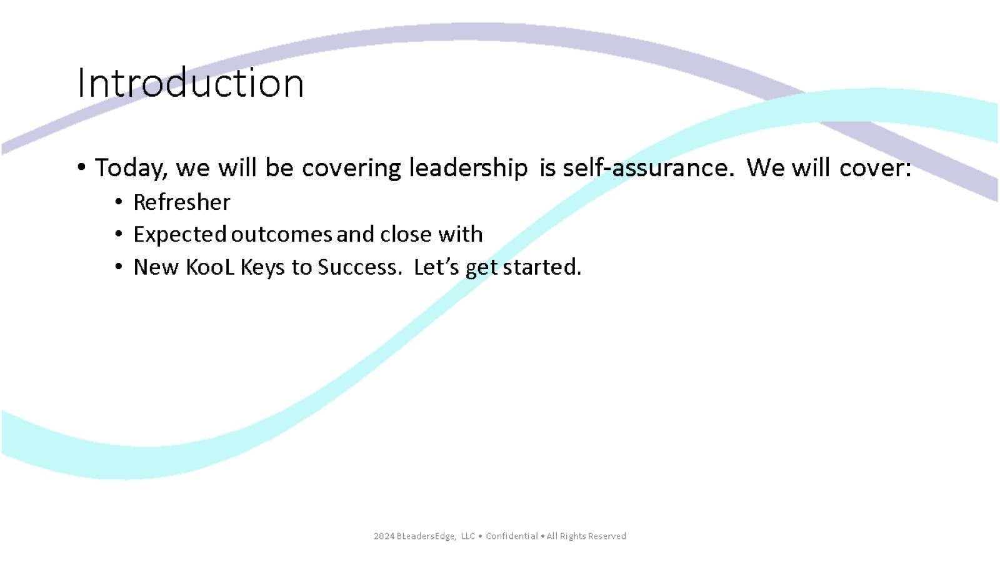 Introduction
• Today, we will be covering leadership is self-assurance. We will cover:
• Refresher
• Expected outcomes and close with
• New KooL Keys to Success. Let’s get started.
2024 BLeadersEdge, LLC • Confidential • All Rights Reserved